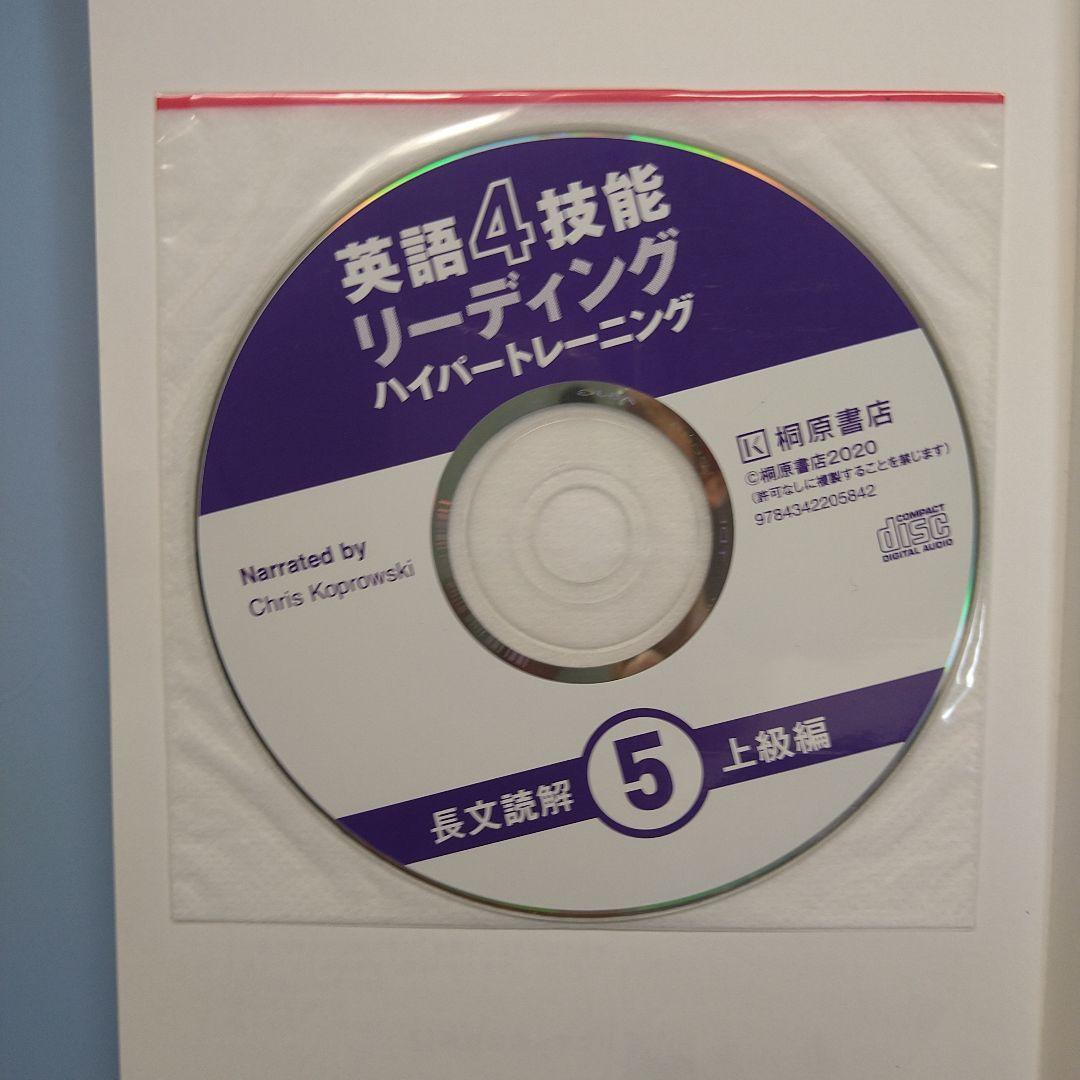 英語4技能
リーディング
ハイパートレーニング
K 桐原書店
©桐原書店2020
(許可なしに複製することを禁じます)
9784342205842
COMPACT
disc
DIGITAL AUDIO
Narrated by
Chris Koprowski
長文読解 5 上級編